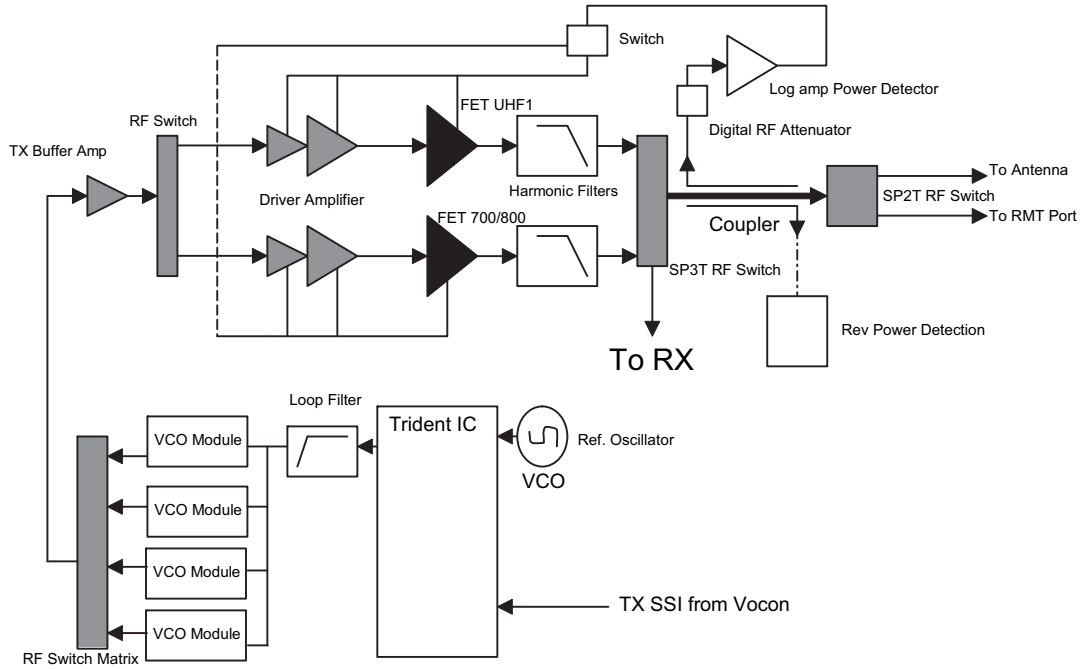 Switch
Log amp Power Detector
FET UHF1
RF Switch
Digital RF Attenuator
TX Buffer Amp
To Antenna
Harmonic Filters
Driver Amplifier
SP2T RF Switch
FET 700/800
To RMT Port
Coupler
SP3T RF Switch
Rev Power Detection
To RX
Loop Filter
Trident IC
VCO Module
Ref. Oscillator
VCO
VCO Module
VCO Module
TX SSI from Vocon
VCO Module
RF Switch Matrix